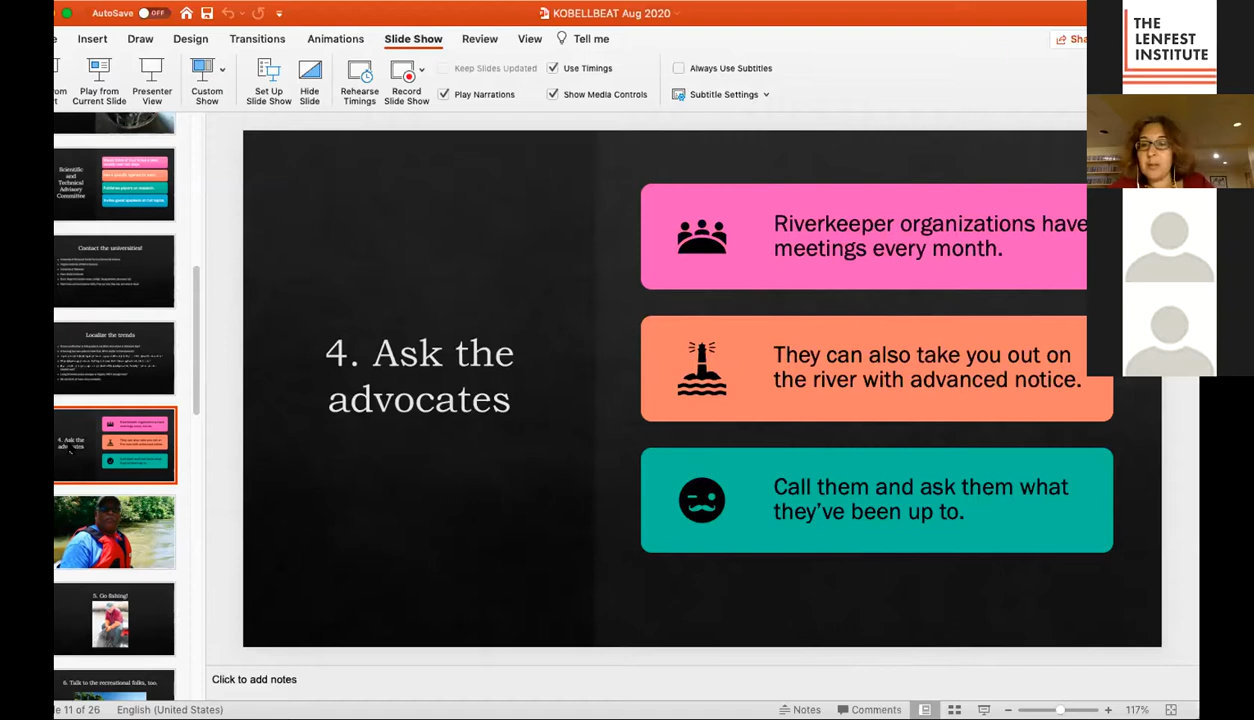 AutoSave OFF
KOBELLBEAT Aug 2020
Insert Draw Design Transitions Animations Slide Show Review View Tell me
Play from
Current Slide
Presenter
View
Custom
Show
Set Up
Slide Show
Hide
Slide
Rehearse
Timings
Record
Slide Show
Keep Slides Updated
Use Timings
Play Narrations
Show Media Controls
Always Use Subtitles
Subtitle Settings
THE
LENFEST
INSTITUTE
Scientific
and
Technical
Advisory
Committee
Contact the universities!
Localize the trends
4. Ask the
advocates
5. Go fishing!
6. Talk to the recreational folks, too.
4. Ask the
advocates
Riverkeeper organizations have
meetings every month.
They can also take you out on
the river with advanced notice.
Call them and ask them what
they've been up to.
Click to add notes
11 of 26
English (United States)
Notes
Comments
117%